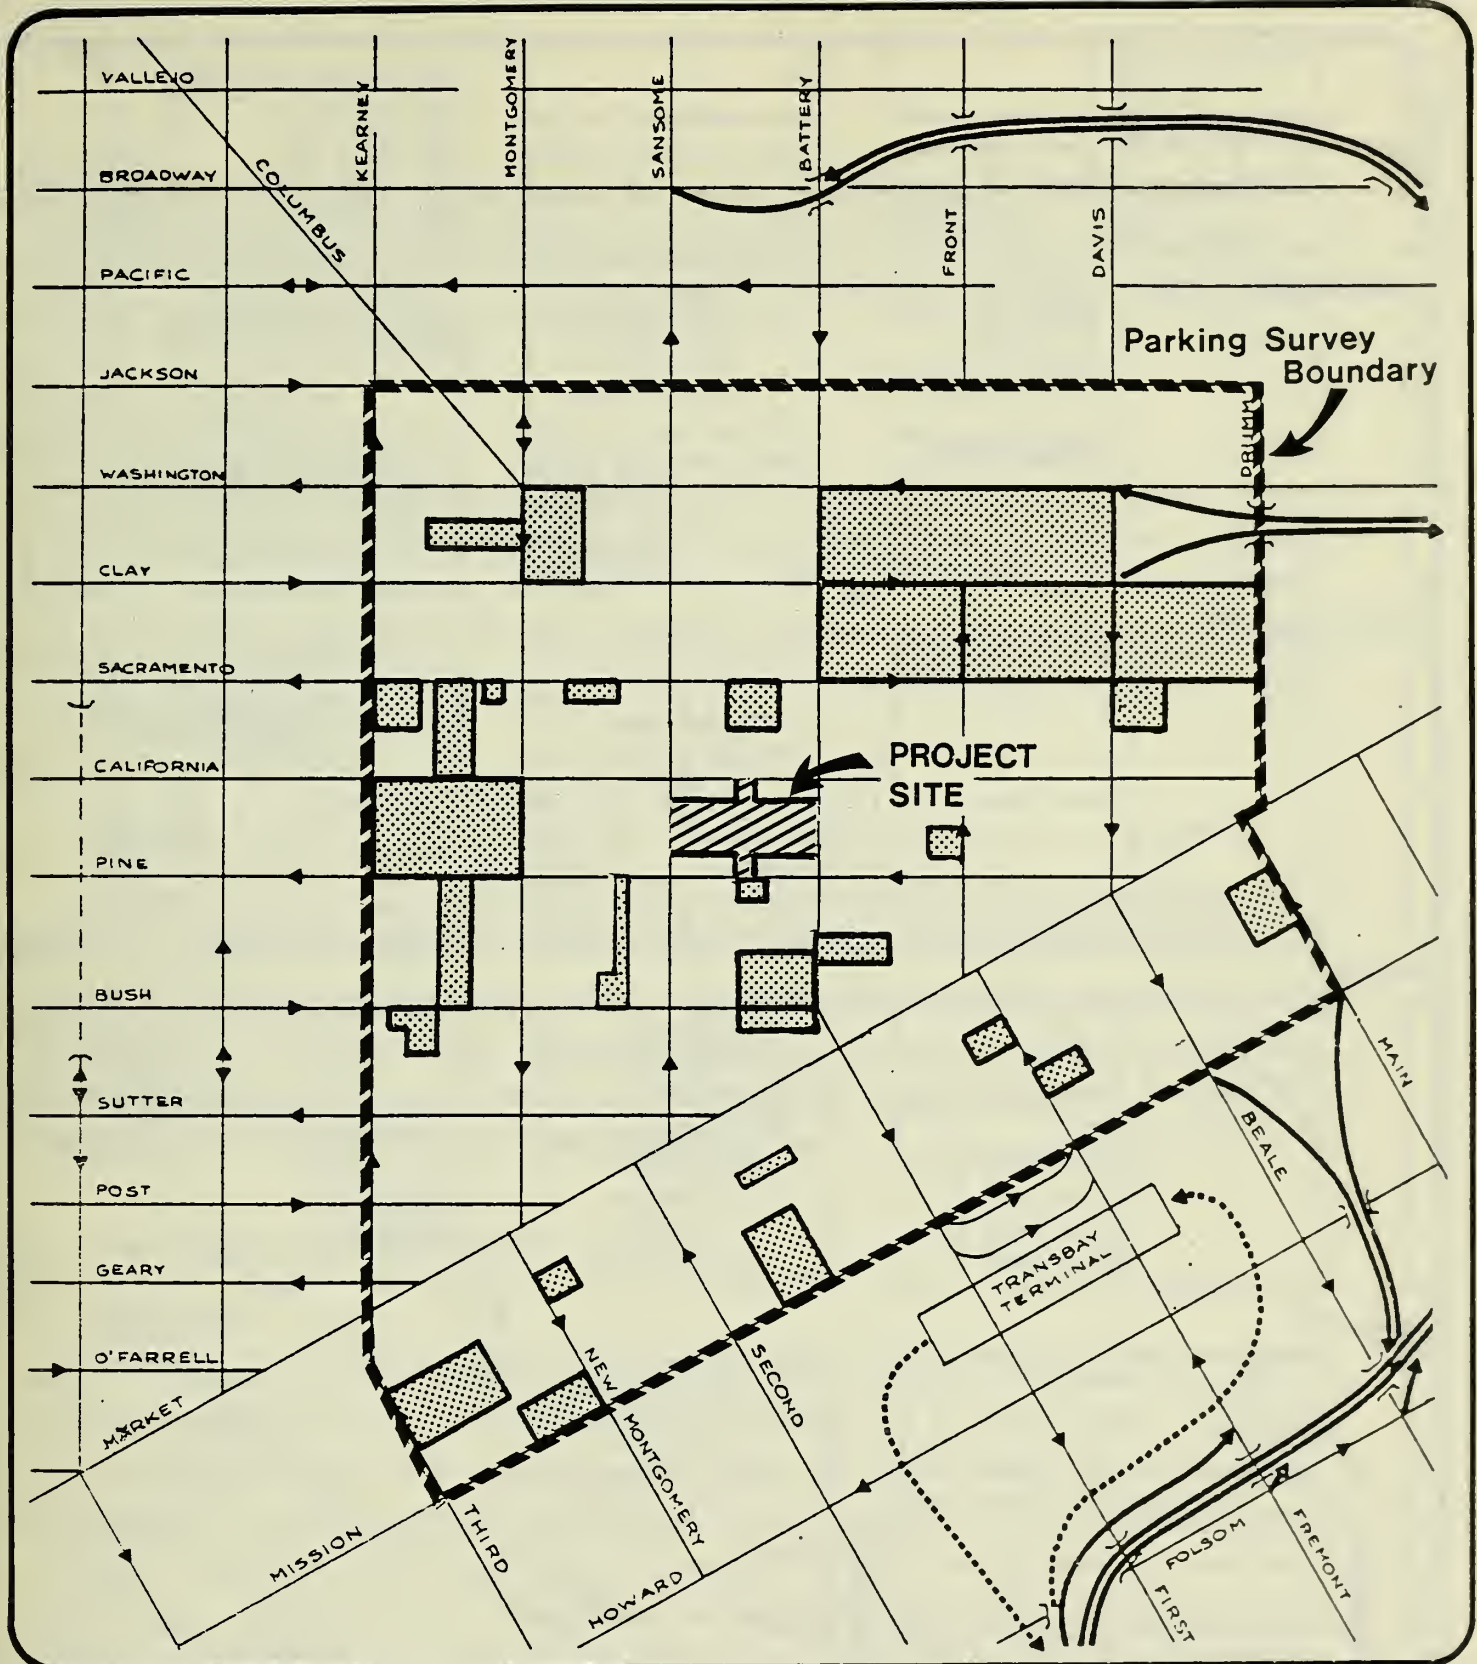 VALLEJO
KEARNEY
MONTGOMERY
SANSOME
BATTERY
BROADWAY
COLUMBUS
FRONT
DAVIS
PACIFIC
Parking Survey
Boundary
JACKSON
DRUMM
WASHINGTON
CLAY
SACRAMENTO
CALIFORNIA
PROJECT
SITE
PINE
BUSH
MAIN
SUTTER
BEALE
POST
TRANSBAY
TERMINAL
GEARY
O'FARRELL
NEW
MONTGOMERY
SECOND
MARKET
MISSION
THIRD
HOWARD
FOLSOM
FREMONT
FIRST